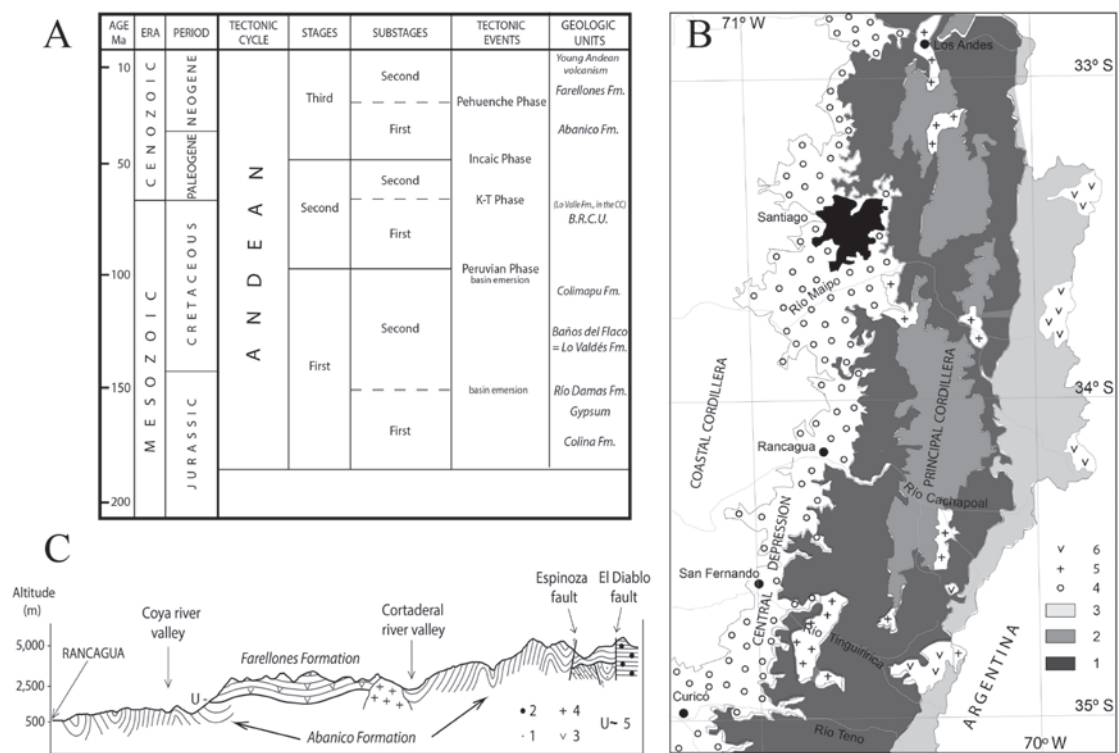 A
AGE Ma
ERA
PERIOD
TECTONIC CYCLE
STAGES
SUBSTAGES
TECTONIC EVENTS
GEOLOGIC UNITS
10
50
100
150
200
CENOZOIC
MESOZOIC
NEOGENE
PALEOGENE
CRETACEOUS
JURASSIC
ANDEAN
Third
Second
First
Second
First
Second
First
Second
First
Pehuenche Phase
Incaic Phase
K-T Phase
Peruvian Phase
basin emersion
basin emersion
Young Andean
volcanism
Farellones Fm.
Abanico Fm.
(Lo Valle Fm., in the CC)
B.R.C.U.
Colimapu Fm.
Baños del Flaco
= Lo Valdés Fm.
Río Damas Fm.
Gypsum
Colina Fm.
B
71° W
Los Andes
33° S
Santiago
Río Maipo
COASTAL CORDILLERA
PRINCIPAL CORDILLERA
34° S
Rancagua
Río Cachapoal
CENTRAL DEPRESSION
San Fernando
Río Tinguiririca
ARGENTINA
Curicó
Río Teno
35° S
70° W
6
5
4
3
2
1
C
Altitude
(m)
5,000
2,500
500
RANCAGUA
Coya river
valley
Farellones Formation
Cortaderal
river valley
Espinoza
fault
El Diablo
fault
U~
Abanico Formation
2
4
1
3
U~ 5